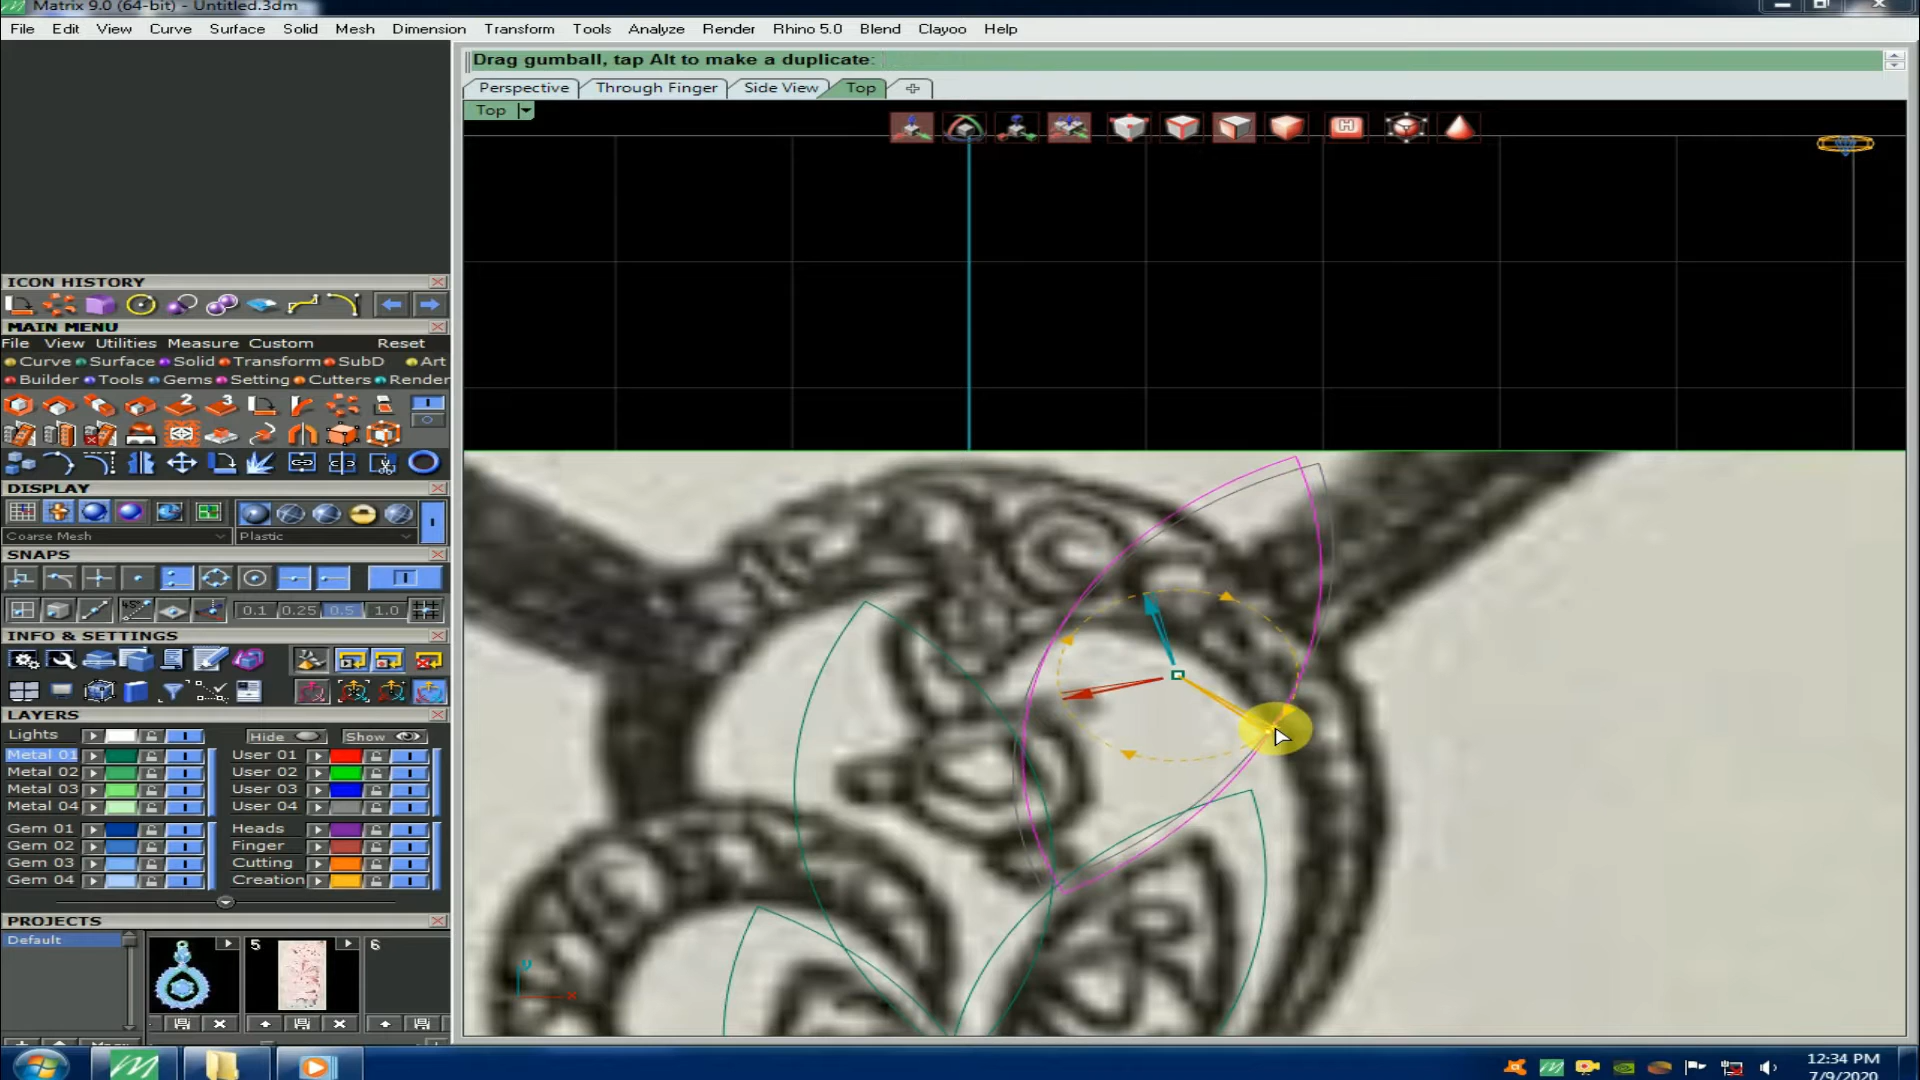 Matrix 9.0 (64-bit) - Untitled.3dm
File Edit View Curve Surface Solid Mesh Dimension Transform Tools Analyze Render Rhino 5.0 Blend Clayoo Help
Drag gumball, tap Alt to make a duplicate:
Perspective Through Finger Side View Top
Top
ICON HISTORY
MAIN MENU
File View Utilities Measure Custom Reset
Curve Surface Solid Transform SubD Art
Builder Tools Gems Setting Cutters Render
2 3
H
DISPLAY
Coarse Mesh Plastic
SNAPS
45° 0.1 0.25 0.5 1.0
INFO & SETTINGS
LAYERS
Lights Hide Show
Metal 01 User 01
Metal 02 User 02
Metal 03 User 03
Metal 04 User 04
Gem 01 Heads
Gem 02 Finger
Gem 03 Cutting
Gem 04 Creation
PROJECTS
Default 5 6
y
x
12:34 PM
7/9/2020